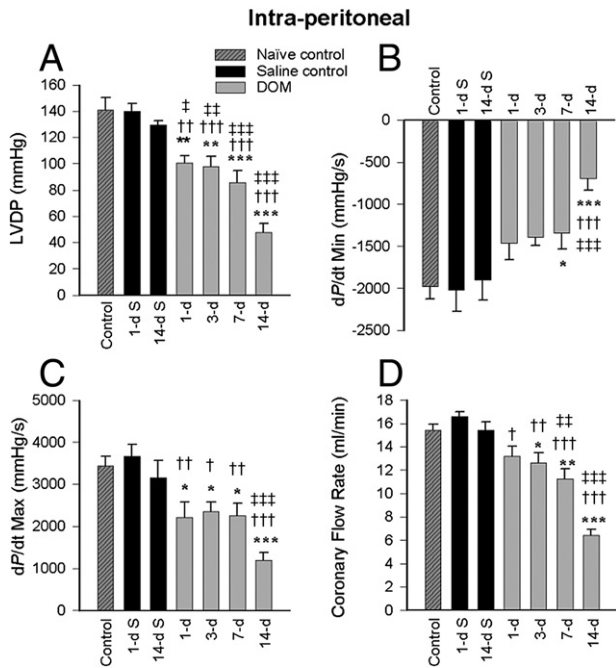 Intra-peritoneal
A
Naïve control
Saline control
DOM
LVDP (mmHg)
160
140
120
100
80
60
40
20
0
‡
††
**
‡‡
†††
**
‡‡‡
†††
***
‡‡‡
†††
***
Control
1-d S
14-d S
1-d
3-d
7-d
14-d
B
Control
1-d S
14-d S
1-d
3-d
7-d
14-d
dP/dt Min (mmHg/s)
0
-500
-1000
-1500
-2000
-2500
*
***
†††
‡‡‡
C
dP/dt Max (mmHg/s)
5000
4000
3000
2000
1000
0
††
*
†
*
††
*
‡‡‡
†††
***
Control
1-d S
14-d S
1-d
3-d
7-d
14-d
D
Coronary Flow Rate (ml/min)
18
16
14
12
10
8
6
4
2
0
†
††
*
‡‡
†††
**
‡‡‡
†††
***
Control
1-d S
14-d S
1-d
3-d
7-d
14-d